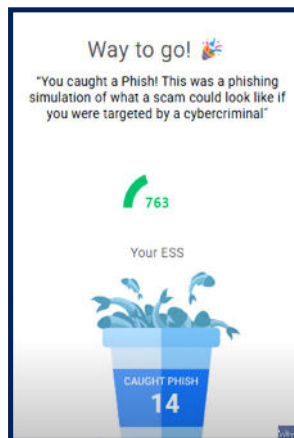 Way to go! 🎉
"You caught a Phish! This was a phishing
simulation of what a scam could look like if
you were targeted by a cybercriminal"
763
Your ESS
CAUGHT PHISH
14